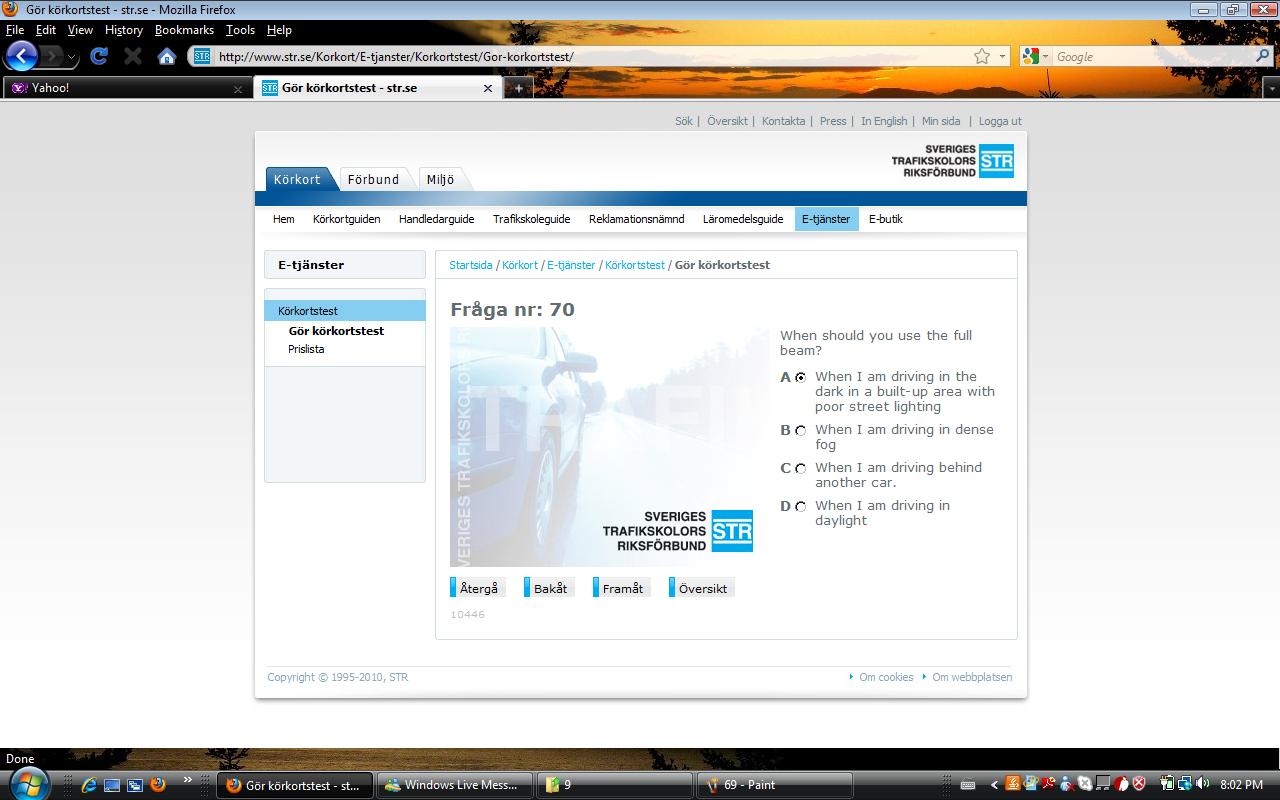 Gör körkortstest - str.se - Mozilla Firefox
File Edit View History Bookmarks Tools Help
STR http://www.str.se/Korkort/E-tjanster/Korkortstest/Gor-korkortstest/ Google
Yahoo! STR Gör körkortstest - str.se
Sök | Översikt | Kontakta | Press | In English | Min sida | Logga ut
SVERIGES
TRAFIKSKOLORS STR
RIKSFÖRBUND
Körkort Förbund Miljö
Hem Körkortguiden Handledarguide Trafikskoleguide Reklamationsnämnd Läromedelsguide E-tjänster E-butik
E-tjänster
Körkortstest
Gör körkortstest
Prislista
Startsida / Körkort / E-tjänster / Körkortstest / Gör körkortstest
Fråga nr: 70
VERIGES TRAFIKSKOLOR
TRAFI
SVERIGES
TRAFIKSKOLORS STR
RIKSFÖRBUND
When should you use the full
beam?
A When I am driving in the
dark in a built-up area with
poor street lighting
B When I am driving in dense
fog
C When I am driving behind
another car.
D When I am driving in
daylight
Återgå Bakåt Framåt Översikt
10446
Copyright © 1995-2010, STR Om cookies Om webbplatsen
Done
Gör körkortstest - st... Windows Live Mess... 9 69 - Paint 8:02 PM